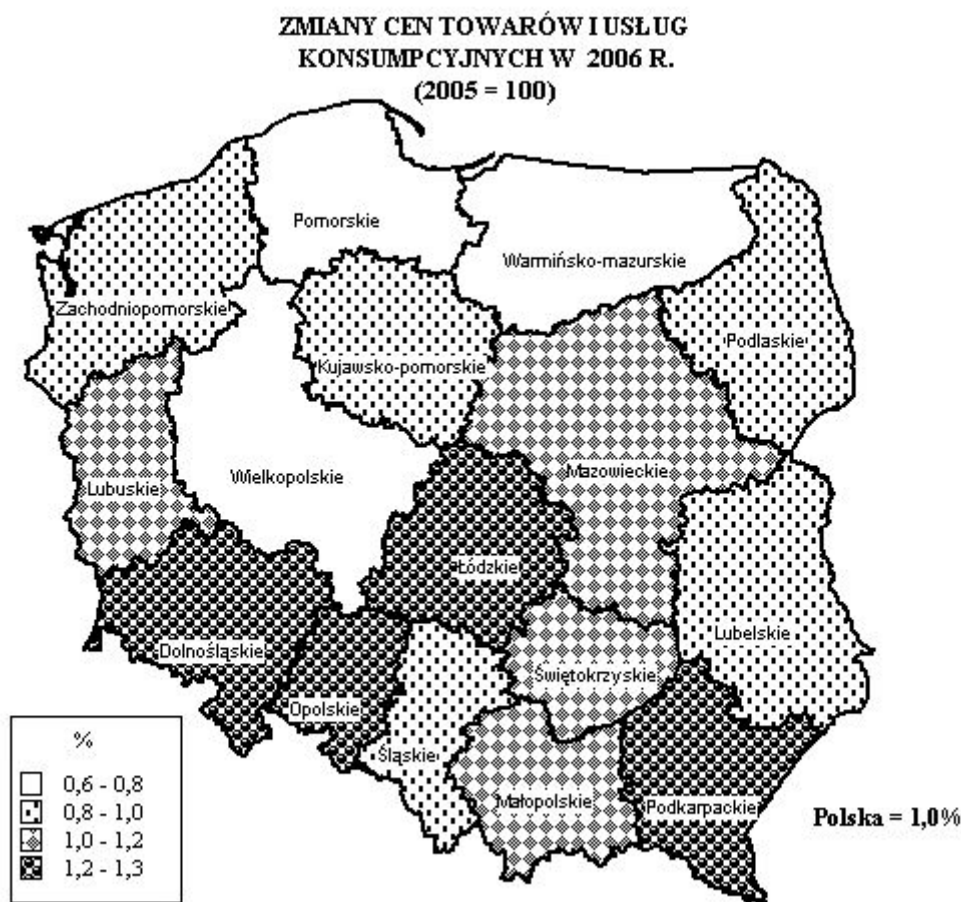 ZMIANY CEN TOWARÓW I USŁUG
KONSUMPCYJNYCH W 2006 R.
(2005 = 100)
Pomorskie
Warmińsko-mazurskie
Zachodniopomorskie
Podlaskie
Kujawsko-pomorskie
Mazowieckie
Wielkopolskie
Lubuskie
Łódzkie
Lubelskie
Dolnośląskie
Świętokrzyskie
Opolskie
Śląskie
Małopolskie
Podkarpackie
%
0,6 - 0,8
0,8 - 1,0
1,0 - 1,2
1,2 - 1,3
Polska = 1,0%